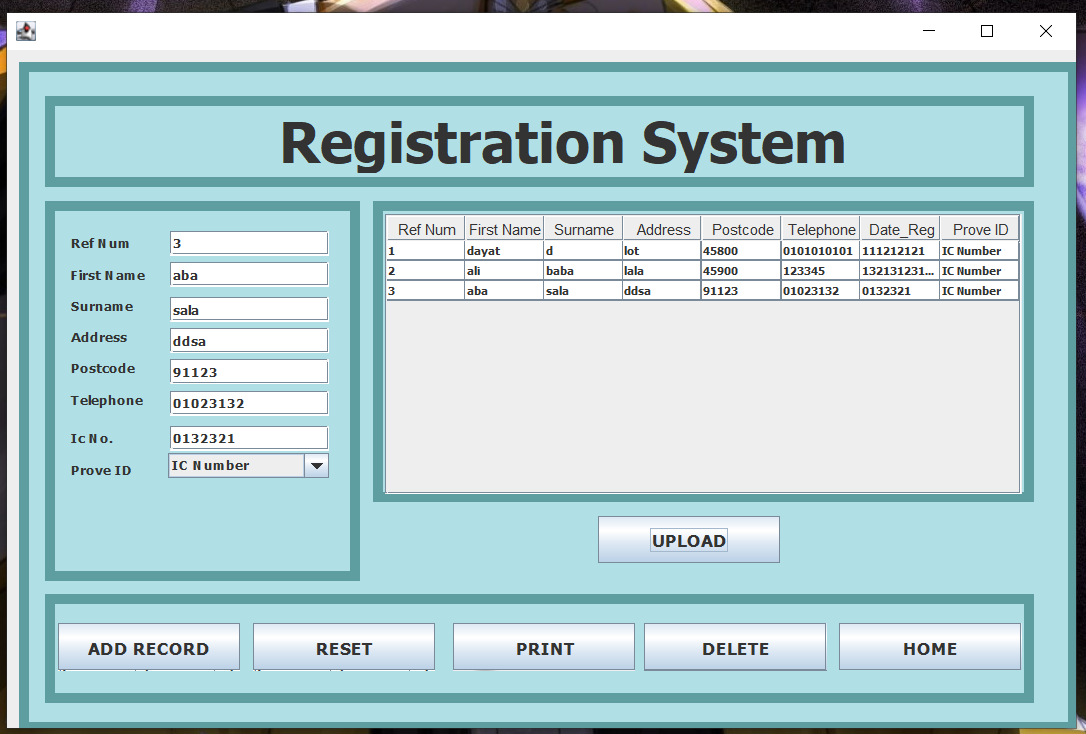 Registration System
Ref Num 3
First Name aba
Surname sala
Address ddsa
Postcode 91123
Telephone 01023132
Ic No. 0132321
Prove ID IC Number
Ref Num First Name Surname Address Postcode Telephone Date_Reg Prove ID
1 dayat d lot 45800 0101010101 111212121 IC Number
2 ali baba lala 45900 123345 132131231... IC Number
3 aba sala ddsa 91123 01023132 0132321 IC Number
UPLOAD
ADD RECORD RESET PRINT DELETE HOME